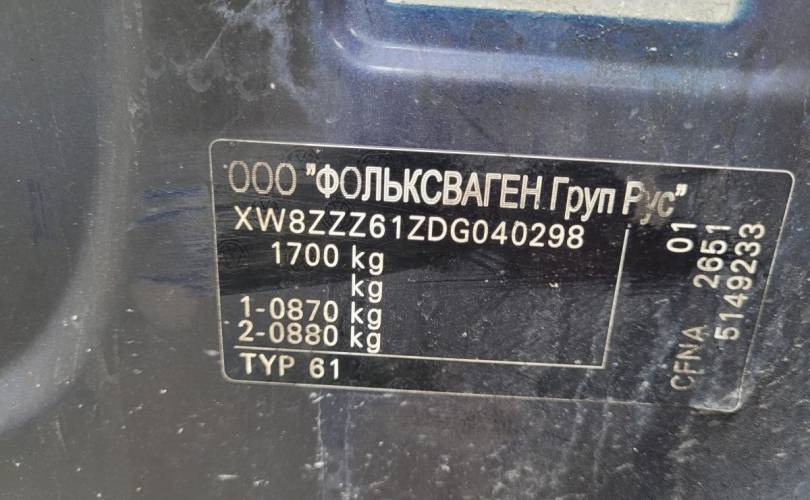 ООО "ФОЛЬКСВАГЕН Груп Рус"
XW8ZZZ61ZDG040298
1700 kg
kg
1-0870 kg
2-0880 kg
TYP 61
01
CFNA 2651
5149233